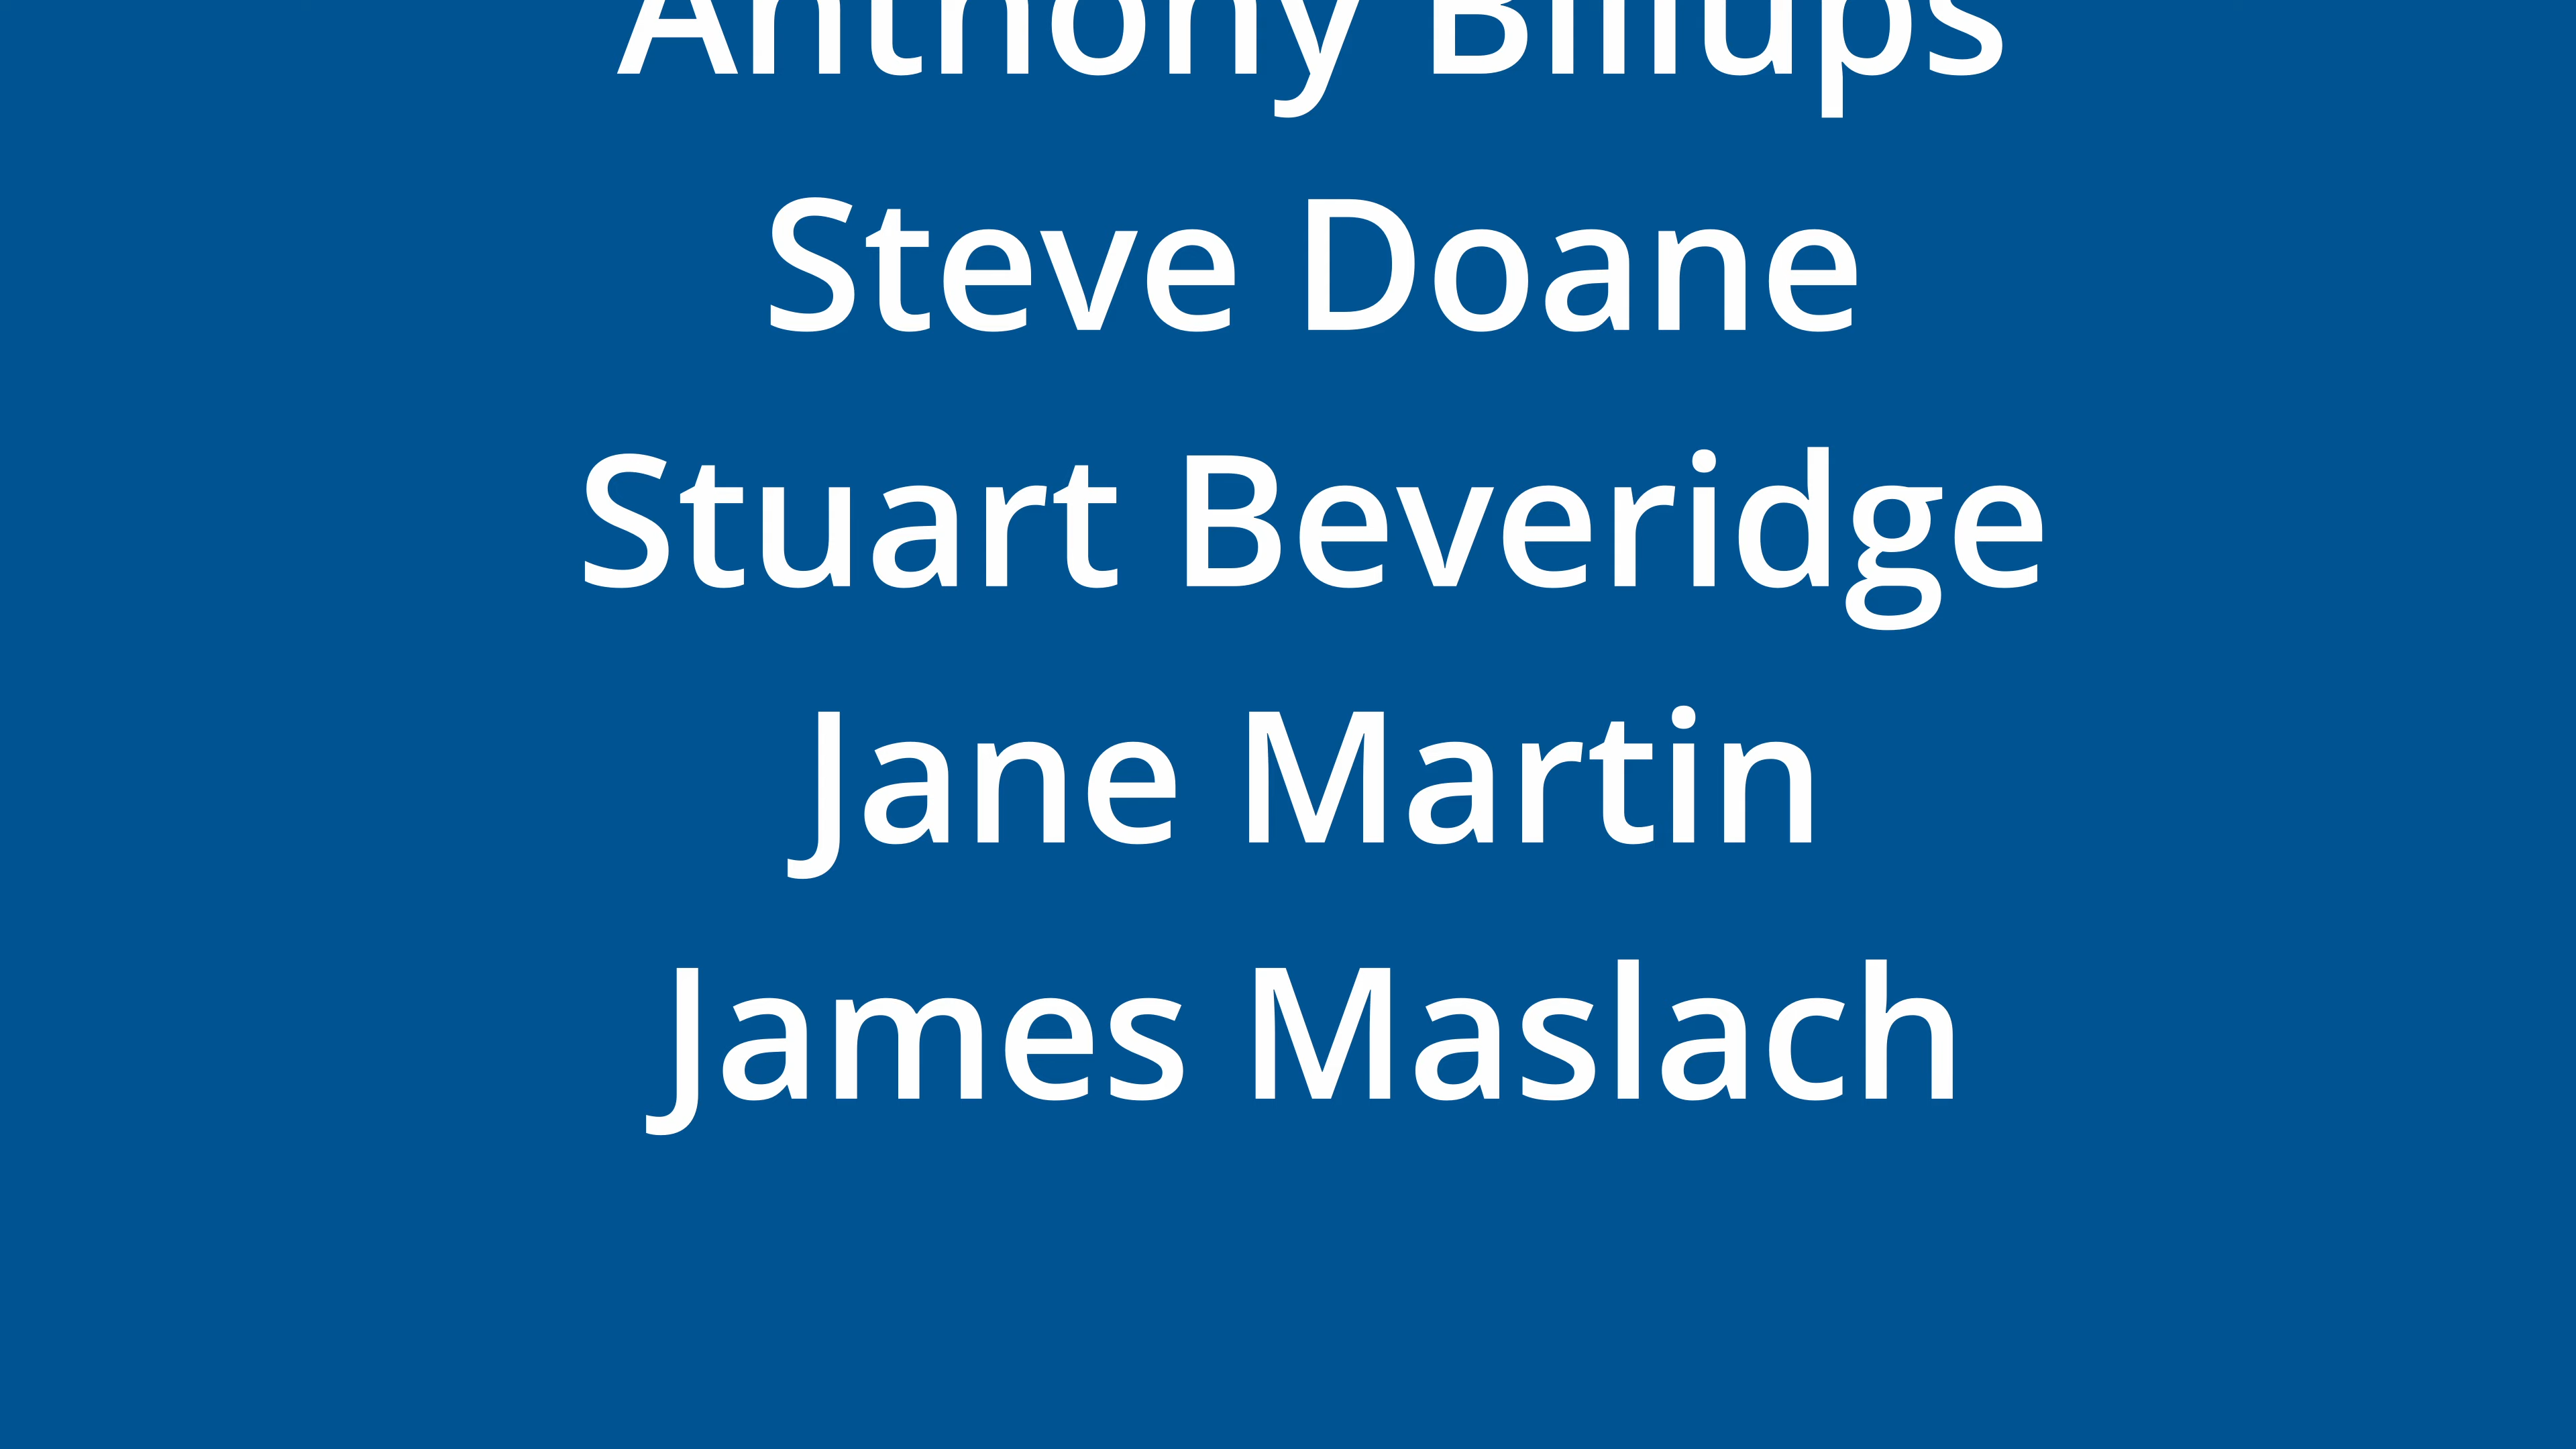 Anthony Billups
Steve Doane
Stuart Beveridge
Jane Martin
James Maslach